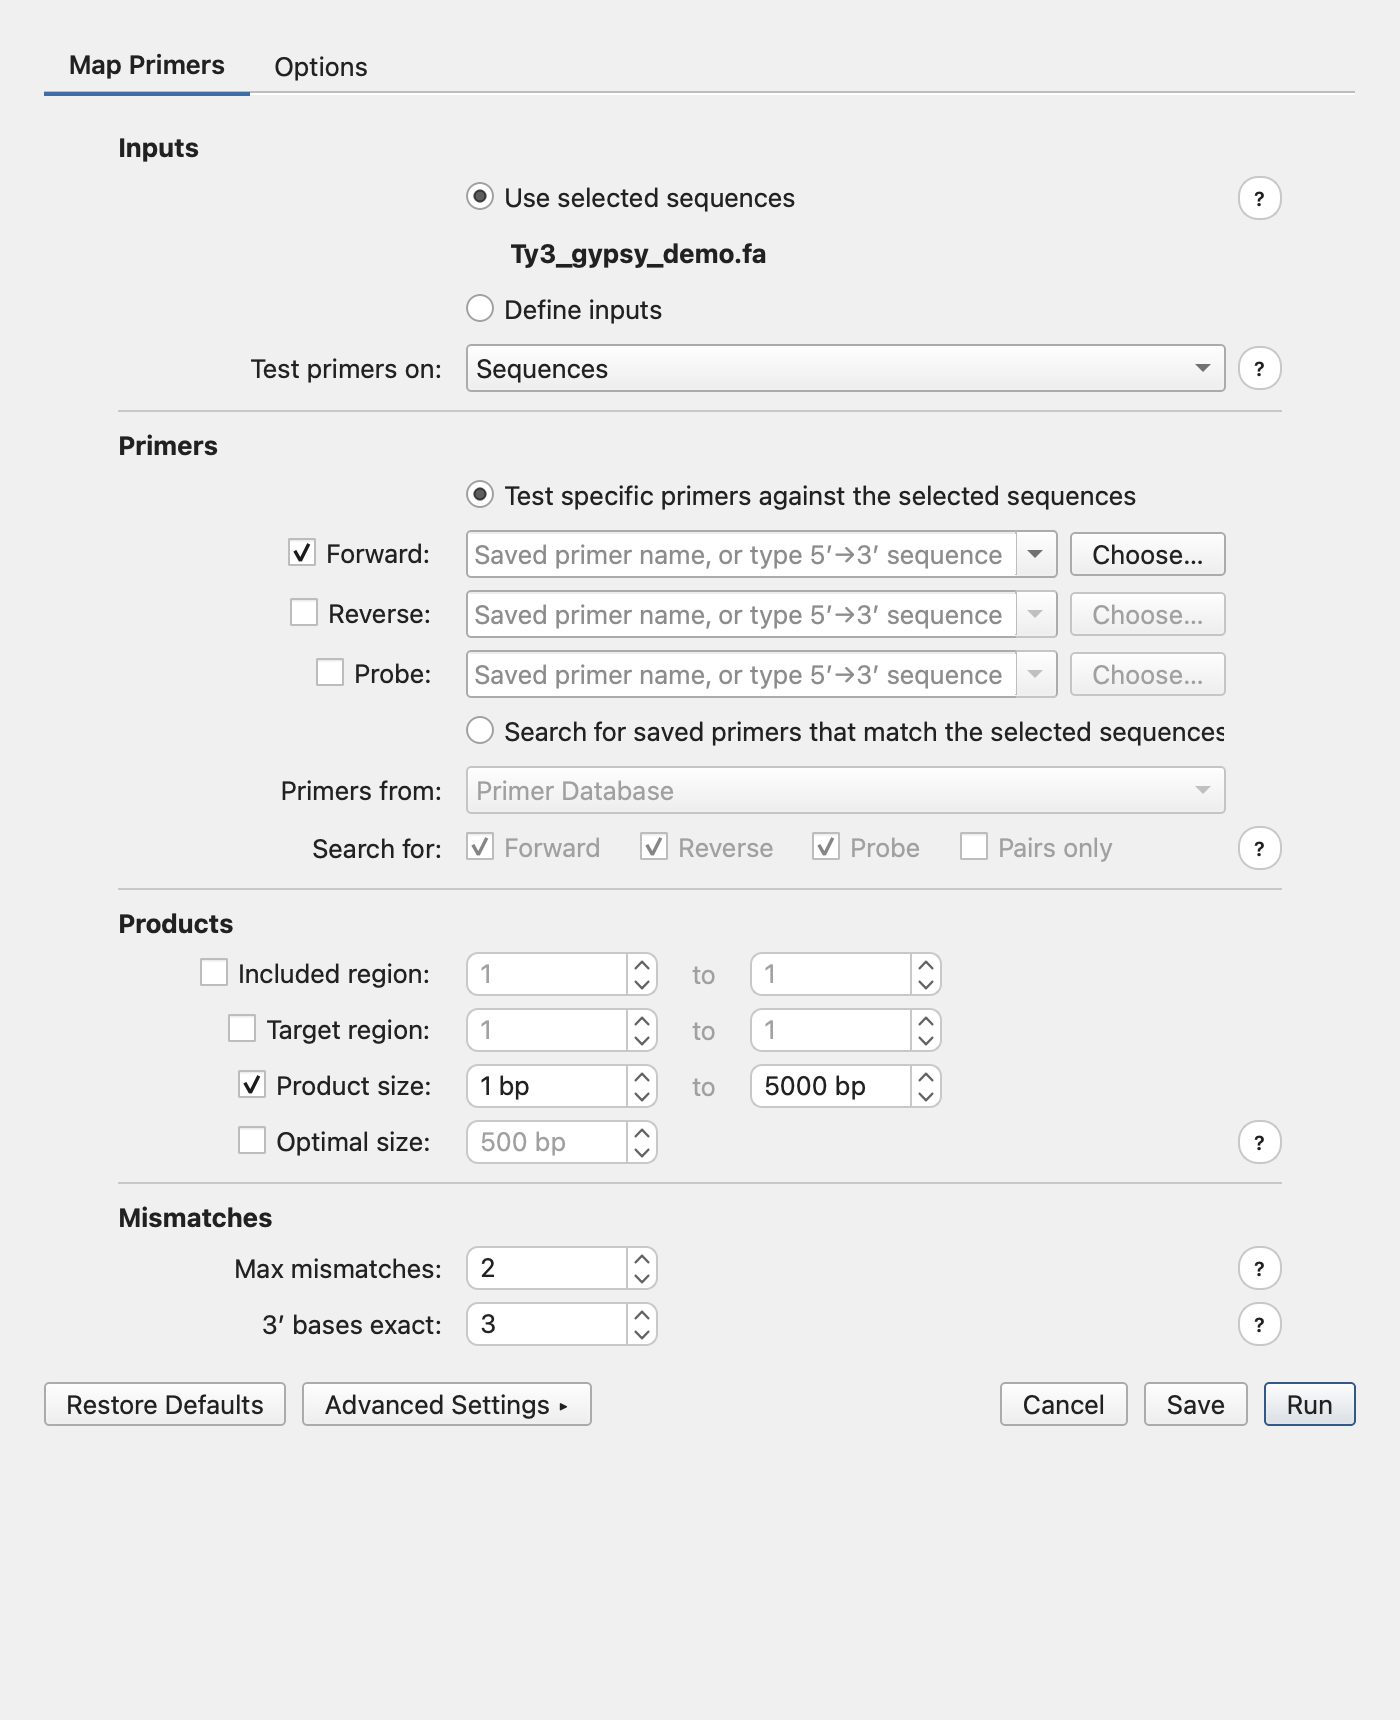 Map Primers Options
Inputs
Use selected sequences ?
Ty3_gypsy_demo.fa
Define inputs
Test primers on: Sequences ?
Primers
Test specific primers against the selected sequences
Forward: Saved primer name, or type 5′→3′ sequence Choose...
Reverse: Saved primer name, or type 5′→3′ sequence Choose...
Probe: Saved primer name, or type 5′→3′ sequence Choose...
Search for saved primers that match the selected sequences
Primers from: Primer Database
Search for: Forward Reverse Probe Pairs only ?
Products
Included region: 1 to 1
Target region: 1 to 1
Product size: 1 bp to 5000 bp
Optimal size: 500 bp ?
Mismatches
Max mismatches: 2 ?
3′ bases exact: 3 ?
Restore Defaults Advanced Settings ▸ Cancel Save Run